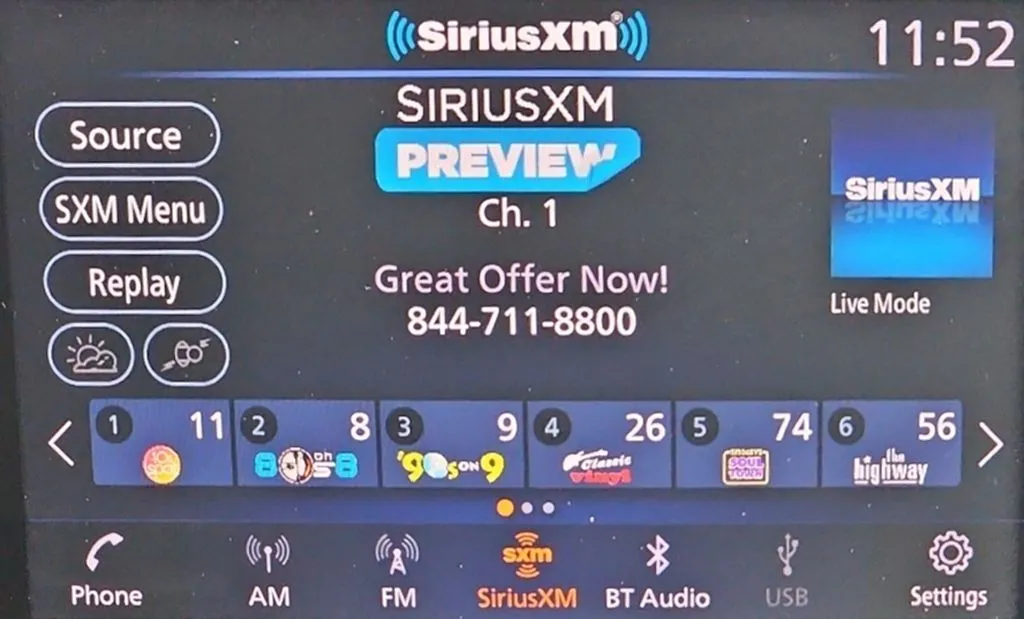 SiriusXM®
11:52
SIRIUSXM
PREVIEW
Ch. 1
Great Offer Now!
844-711-8800
Source
SXM Menu
Replay
SiriusXM
Live Mode
1 11
2 8
80s on 8
3 9
'90s ON 9
4 26
Classic
vinyl
5 74
SOUL
TOWN
6 56
the
highway
Phone
AM
FM
sxm
SiriusXM
BT Audio
USB
Settings